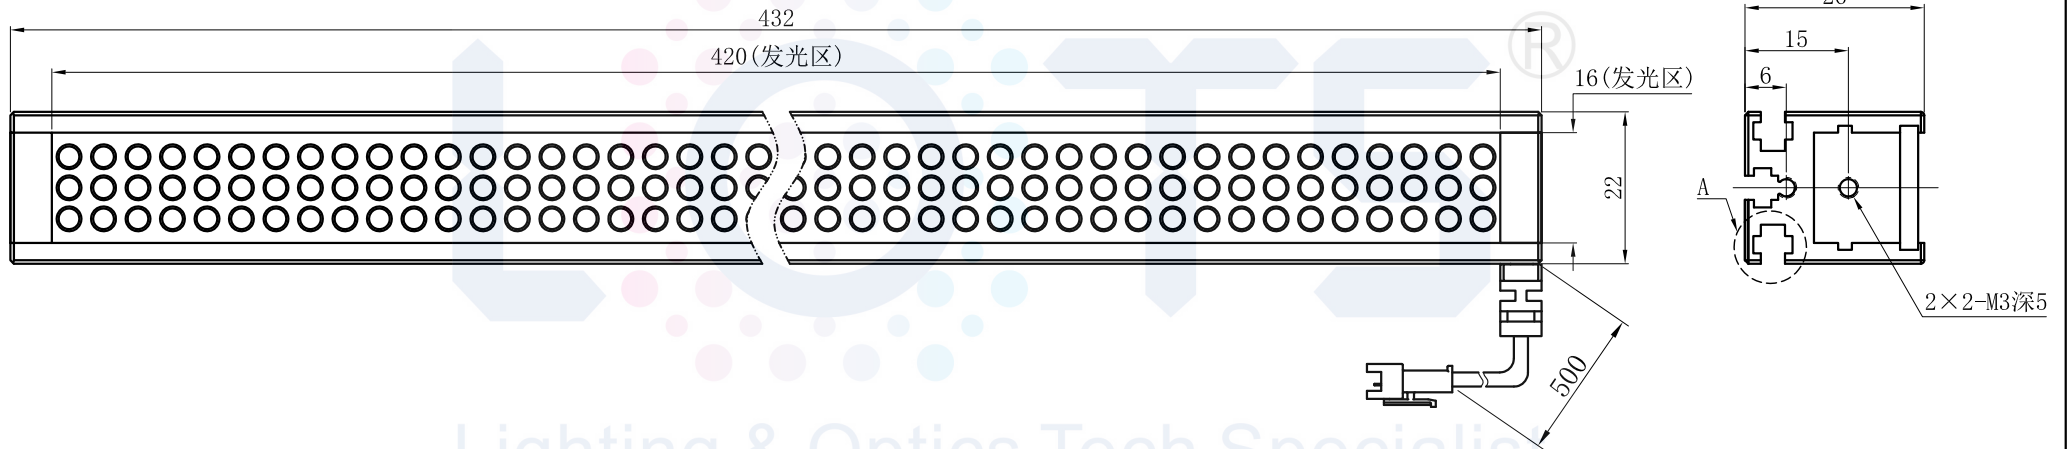 432
420(发光区)
16(发光区)
22
500
15
6
A
2×2-M3深5
LOTS
®
Lighting & Optics Tech Specialist